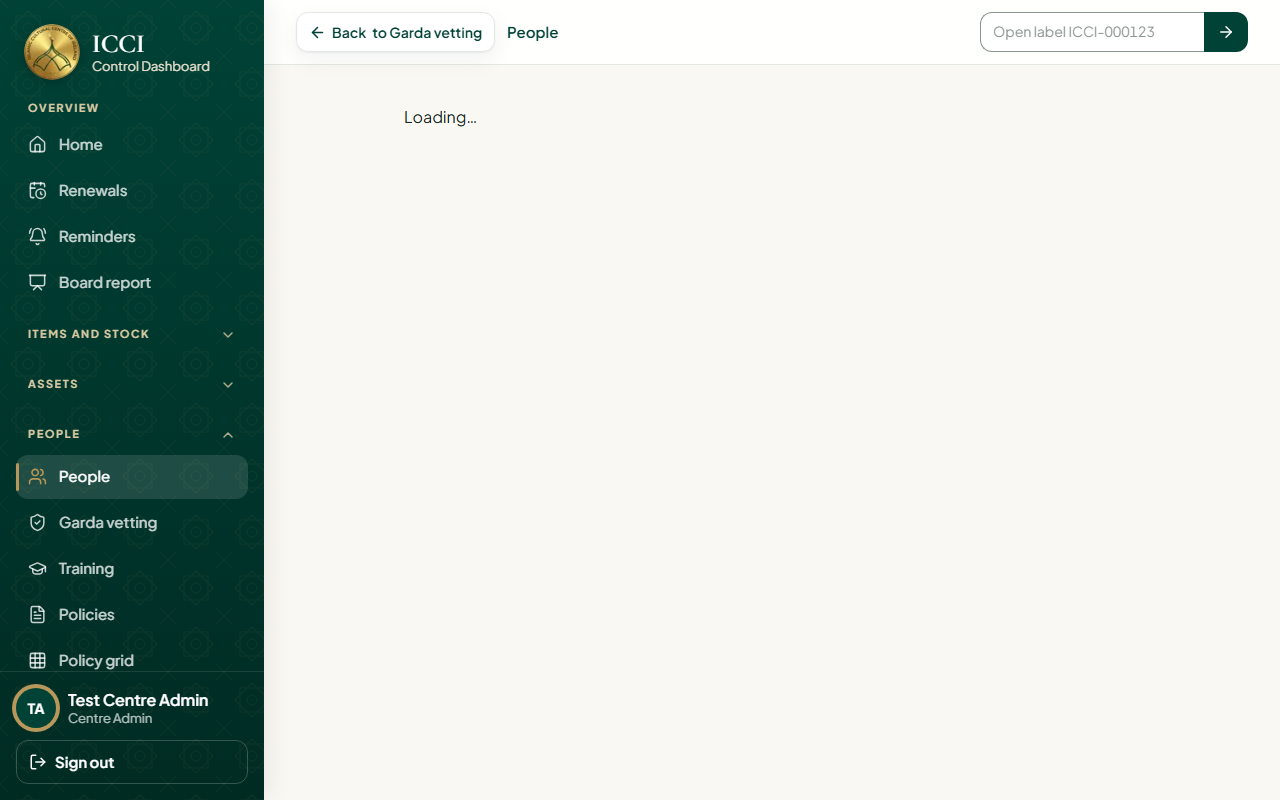 ICCI
Control Dashboard
OVERVIEW
Home
Renewals
Reminders
Board report
ITEMS AND STOCK
ASSETS
PEOPLE
People
Garda vetting
Training
Policies
Policy grid
TA
Test Centre Admin
Centre Admin
Sign out
Back to Garda vetting
People
Open label ICCI-000123
Loading…